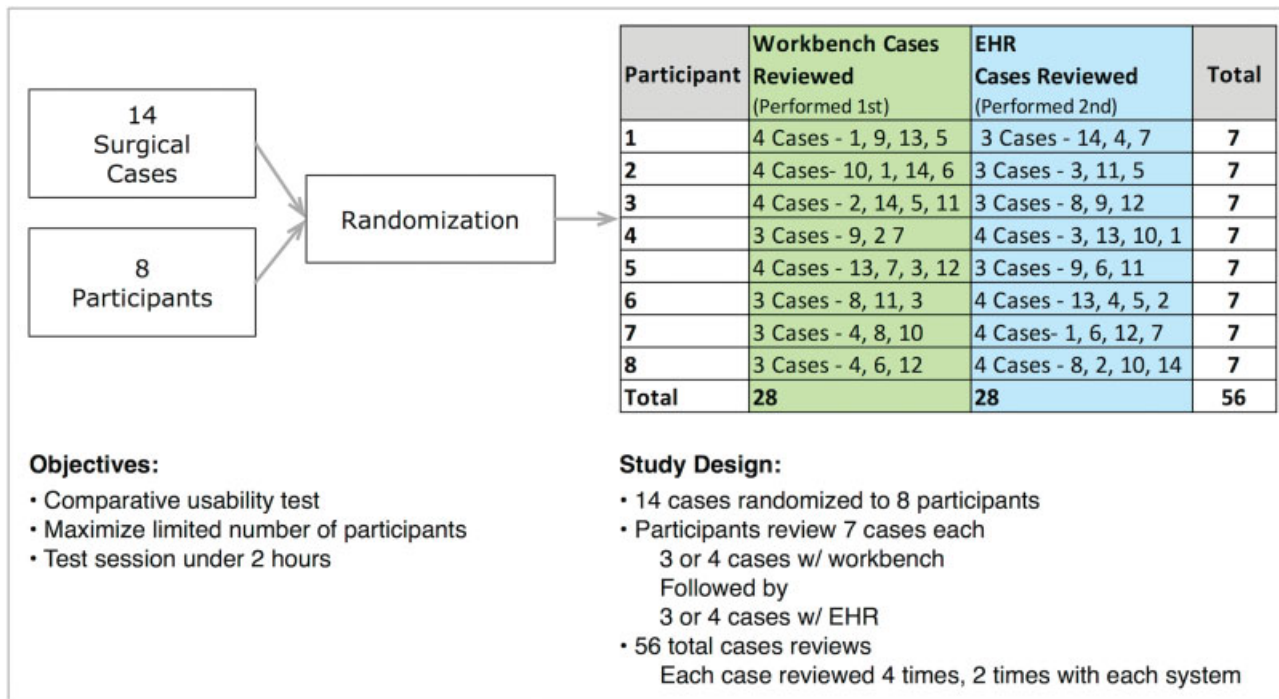 14
Surgical
Cases
8
Participants
Randomization
Participant Workbench Cases Reviewed (Performed 1st) EHR Cases Reviewed (Performed 2nd) Total
1 4 Cases - 1, 9, 13, 5 3 Cases - 14, 4, 7 7
2 4 Cases- 10, 1, 14, 6 3 Cases - 3, 11, 5 7
3 4 Cases - 2, 14, 5, 11 3 Cases - 8, 9, 12 7
4 3 Cases - 9, 2 7 4 Cases - 3, 13, 10, 1 7
5 4 Cases - 13, 7, 3, 12 3 Cases - 9, 6, 11 7
6 3 Cases - 8, 11, 3 4 Cases - 13, 4, 5, 2 7
7 3 Cases - 4, 8, 10 4 Cases- 1, 6, 12, 7 7
8 3 Cases - 4, 6, 12 4 Cases - 8, 2, 10, 14 7
Total 28 28 56
Objectives:
• Comparative usability test
• Maximize limited number of participants
• Test session under 2 hours
Study Design:
• 14 cases randomized to 8 participants
• Participants review 7 cases each
3 or 4 cases w/ workbench
Followed by
3 or 4 cases w/ EHR
• 56 total cases reviews
Each case reviewed 4 times, 2 times with each system